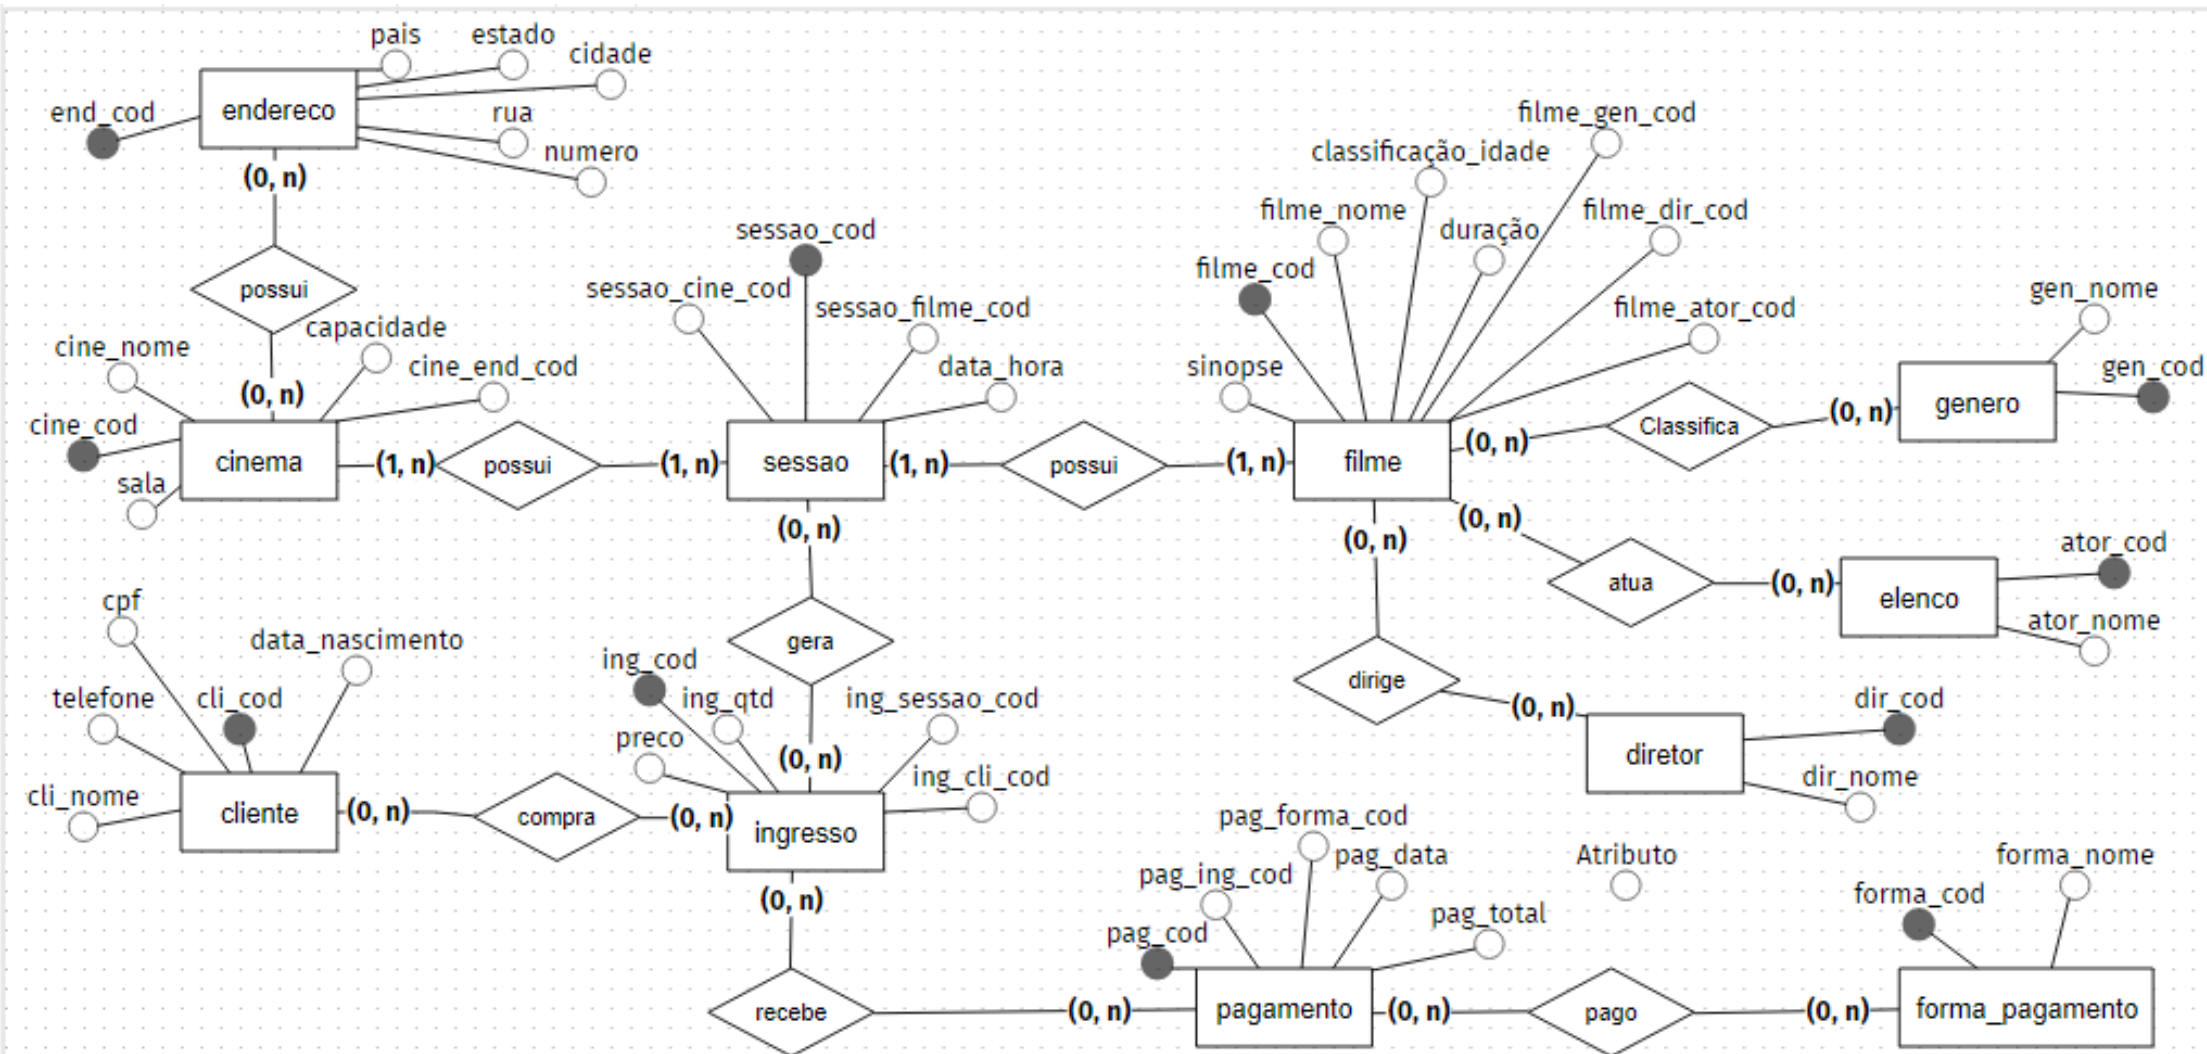 pais
estado
cidade
end_cod
endereco
rua
numero
(0, n)
possui
(0, n)
cine_nome
capacidade
cine_end_cod
cine_cod
sala
cinema
(1, n)
possui
(1, n)
sessao_cod
sessao_cine_cod
sessao_filme_cod
data_hora
sessao
(1, n)
possui
(1, n)
filme_gen_cod
classificação_idade
filme_nome
filme_dir_cod
duração
filme_cod
filme_ator_cod
sinopse
filme
(0, n)
Classifica
(0, n)
gen_nome
gen_cod
genero
(0, n)
atua
(0, n)
ator_cod
elenco
ator_nome
(0, n)
dirige
(0, n)
dir_cod
diretor
dir_nome
(0, n)
gera
(0, n)
cpf
data_nascimento
telefone
cli_cod
cli_nome
cliente
(0, n)
compra
(0, n)
ing_cod
ing_qtd
ing_sessao_cod
preco
ing_cli_cod
ingresso
(0, n)
recebe
(0, n)
pag_forma_cod
pag_data
pag_ing_cod
pag_total
pag_cod
pagamento
(0, n)
pago
(0, n)
Atributo
forma_nome
forma_cod
forma_pagamento